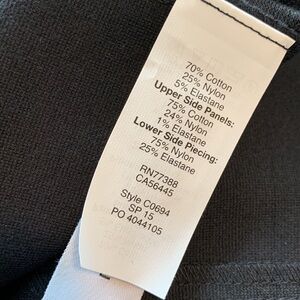 70% Cotton
25% Nylon
5% Elastane
Upper Side Panels:
75% Cotton
24% Nylon
1% Elastane
Lower Side Piecing:
75% Nylon
25% Elastane
RN77388
CA56445
Style C0694
SP 15
PO 4044105